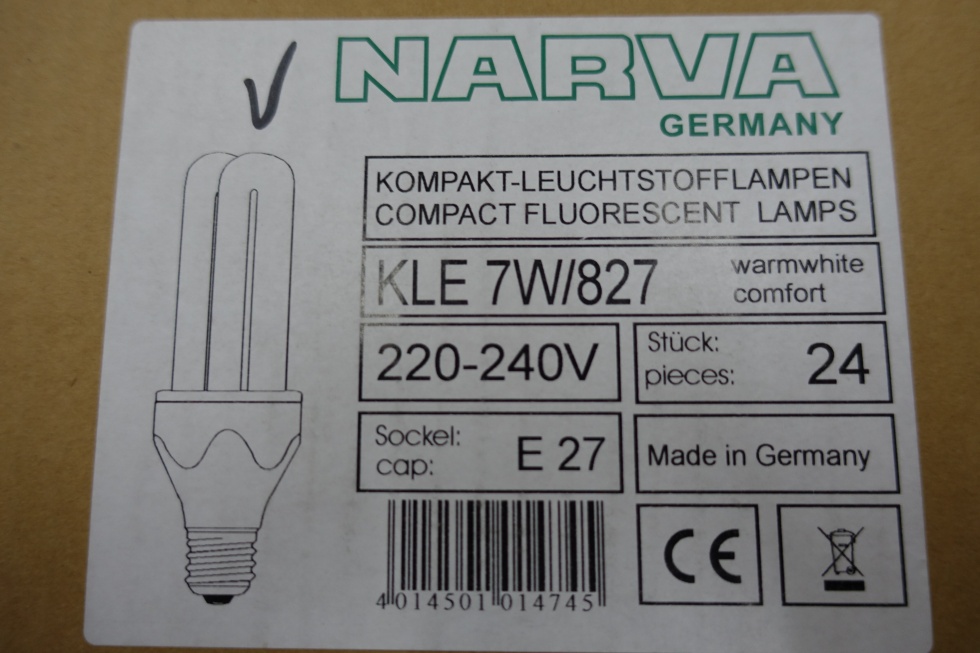 NARVA
GERMANY
KOMPAKT-LEUCHTSTOFFLAMPEN
COMPACT FLUORESCENT LAMPS
KLE 7W/827
warmwhite
comfort
220-240V
Stück:
pieces:
24
Sockel:
cap:
E 27
Made in Germany
CE
4 014501 014745